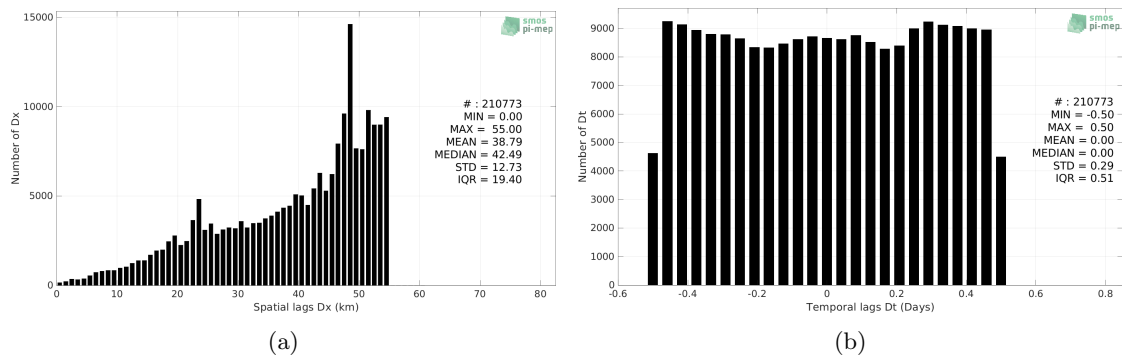 15000
10000
5000
0
Number of Dx
0 10 20 30 40 50 60 70 80
Spatial lags Dx (km)
smos
pi-mep
# : 210773
MIN = 0.00
MAX = 55.00
MEAN = 38.79
MEDIAN = 42.49
STD = 12.73
IQR = 19.40
(a)
9000
8000
7000
6000
5000
4000
3000
2000
1000
0
Number of Dt
-0.6 -0.4 -0.2 0 0.2 0.4 0.6 0.8
Temporal lags Dt (Days)
smos
pi-mep
# : 210773
MIN = -0.50
MAX = 0.50
MEAN = 0.00
MEDIAN = 0.00
STD = 0.29
IQR = 0.51
(b)